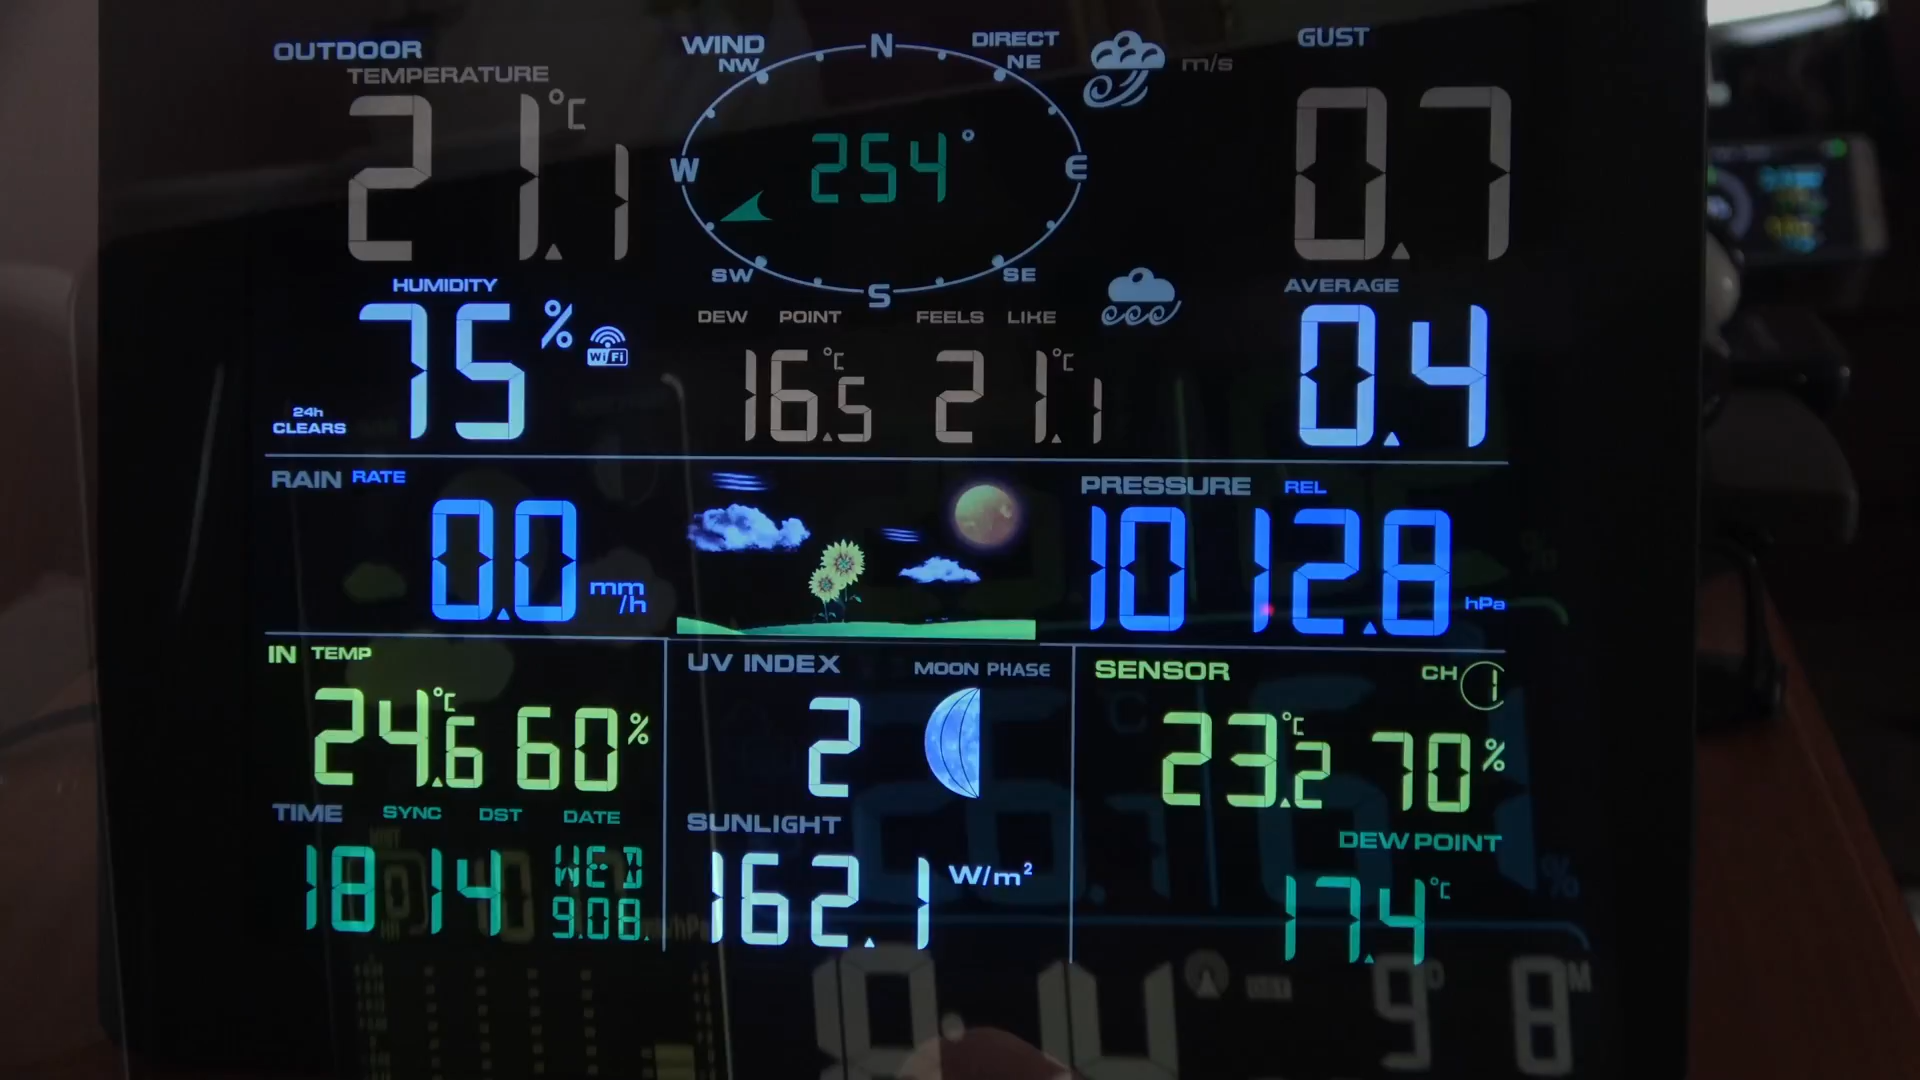 OUTDOOR
TEMPERATURE
21.1 °C
WIND DIRECT
N
NW NE
W 254° E
SW SE
S
m/s
GUST
0.7
HUMIDITY
75 %
WiFi
24h
CLEARS
DEW POINT FEELS LIKE
16.5 °C 21.1 °C
AVERAGE
0.4
RAIN RATE
0.0 mm/h
PRESSURE REL
1012.8 hPa
IN TEMP
24.6 °C 60%
UV INDEX MOON PHASE
2
SENSOR CH 1
23.2 °C 70%
TIME SYNC DST DATE
18 14 WED
9.08.
SUNLIGHT
162.1 W/m²
DEW POINT
17.4 °C